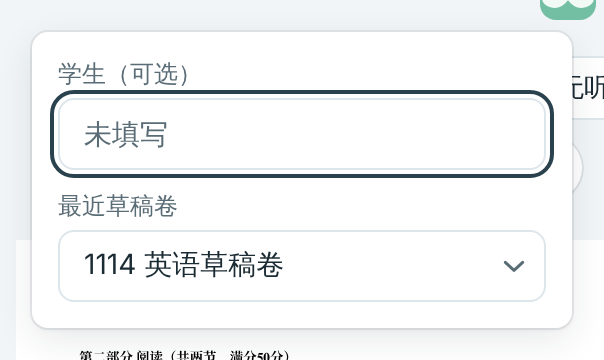 学生（可选）
未填写
最近草稿卷
1114 英语草稿卷
第二部分 阅读（共两节，满分50分）